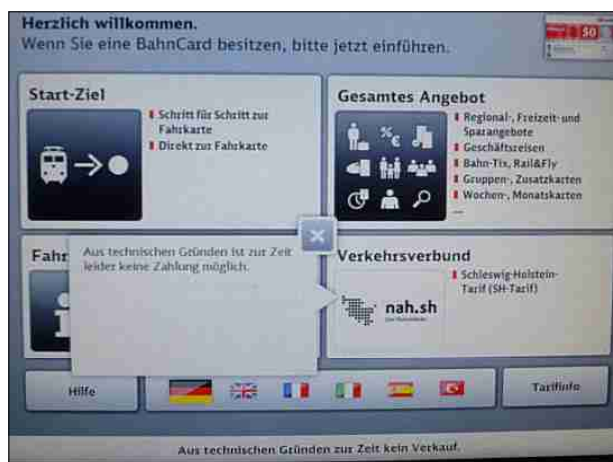 Herzlich willkommen.
Wenn Sie eine BahnCard besitzen, bitte jetzt einführen.
50
Start-Ziel
Schritt für Schritt zur
Fahrkarte
Direkt zur Fahrkarte
Gesamtes Angebot
% €
Regional-, Freizeit- und
Sparangebote
Geschäftsreisen
Bahn-Tix, Rail&Fly
Gruppen-, Zusatzkarten
Wochen-, Monatskarten
...
Fahr
Aus technischen Gründen ist zur Zeit
leider keine Zahlung möglich.
Verkehrsverbund
nah.sh
Schleswig-Holstein-
Tarif (SH-Tarif)
Hilfe
Tarifinfo
Aus technischen Gründen zur Zeit kein Verkauf.